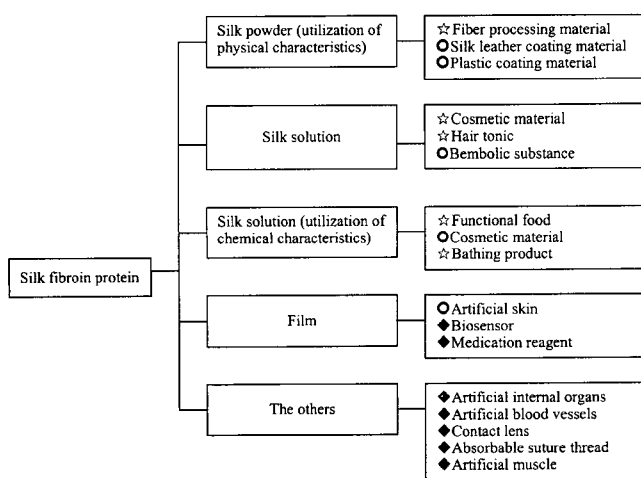 Silk powder (utilization of
physical characteristics)
☆Fiber processing material
○Silk leather coating material
○Plastic coating material
Silk solution
☆Cosmetic material
☆Hair tonic
○Bembolic substance
Silk solution (utilization of
chemical characteristics)
☆Functional food
○Cosmetic material
☆Bathing product
Silk fibroin protein
Film
○Artificial skin
◆Biosensor
◆Medication reagent
The others
◆Artificial internal organs
◆Artificial blood vessels
◆Contact lens
◆Absorbable suture thread
◆Artificial muscle